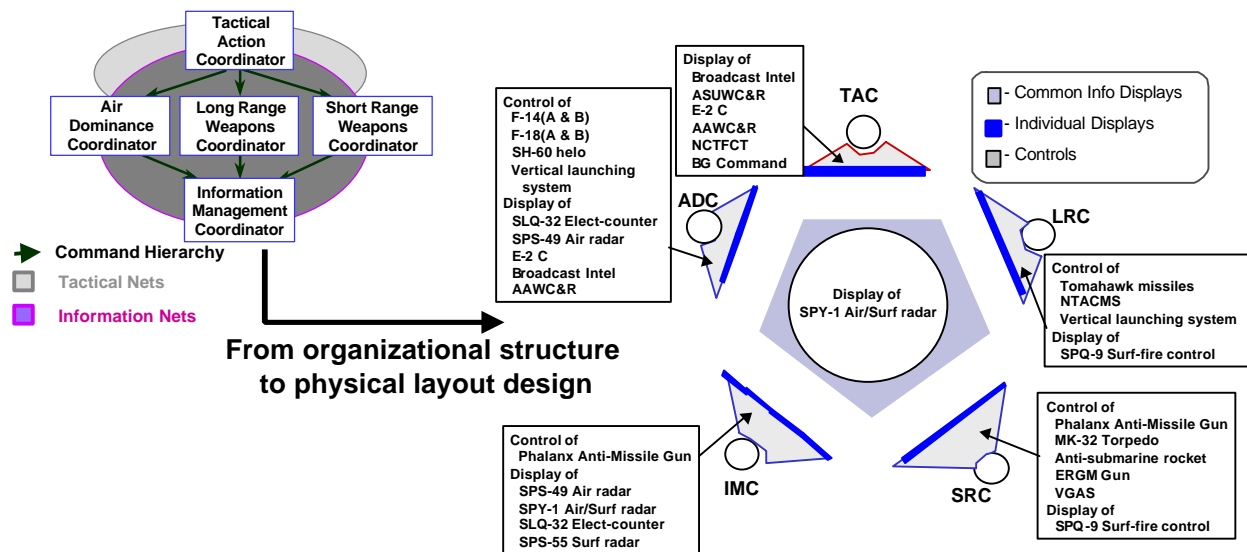 Tactical
Action
Coordinator
Air
Dominance
Coordinator
Long Range
Weapons
Coordinator
Short Range
Weapons
Coordinator
Information
Management
Coordinator
Command Hierarchy
Tactical Nets
Information Nets
From organizational structure
to physical layout design
Control of
F-14(A & B)
F-18(A & B)
SH-60 helo
Vertical launching
system
Display of
SLQ-32 Elect-counter
SPS-49 Air radar
E-2 C
Broadcast Intel
AAWC&R
ADC
Display of
Broadcast Intel
ASUWC&R
E-2 C
AAWC&R
NCTFCT
BG Command
TAC
- Common Info Displays
- Individual Displays
- Controls
LRC
Control of
Tomahawk missiles
NTACMS
Vertical launching system
Display of
SPQ-9 Surf-fire control
Display of
SPY-1 Air/Surf radar
Control of
Phalanx Anti-Missile Gun
Display of
SPS-49 Air radar
SPY-1 Air/Surf radar
SLQ-32 Elect-counter
SPS-55 Surf radar
IMC
SRC
Control of
Phalanx Anti-Missile Gun
MK-32 Torpedo
Anti-submarine rocket
ERGM Gun
VGAS
Display of
SPQ-9 Surf-fire control